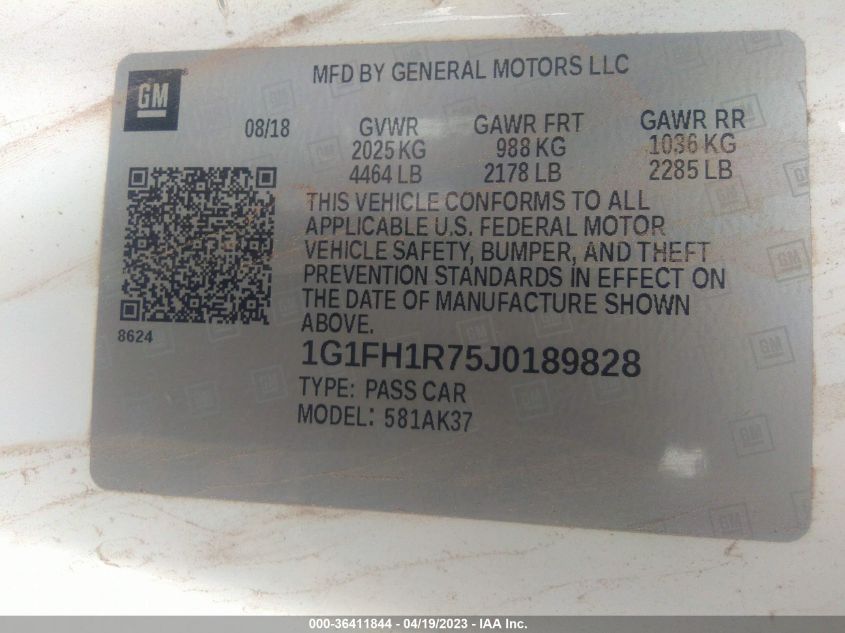 MFD BY GENERAL MOTORS LLC
GM
08/18 GVWR GAWR FRT GAWR RR
2025 KG 988 KG 1036 KG
4464 LB 2178 LB 2285 LB
THIS VEHICLE CONFORMS TO ALL
APPLICABLE U.S. FEDERAL MOTOR
VEHICLE SAFETY, BUMPER, AND THEFT
PREVENTION STANDARDS IN EFFECT ON
THE DATE OF MANUFACTURE SHOWN
ABOVE.
8624
1G1FH1R75J0189828
TYPE: PASS CAR
MODEL: 581AK37
000-36411844 / 04/19/2023 - IAA Inc.